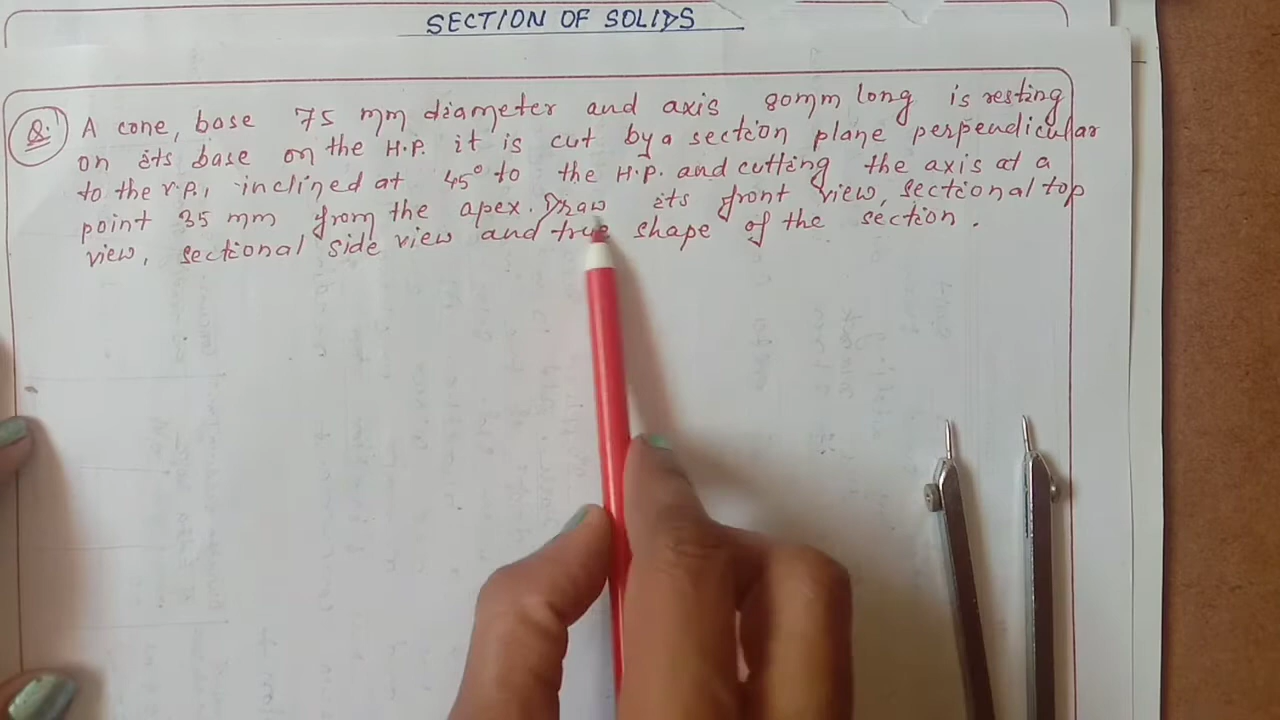 SECTION OF SOLIDS
Q. A cone, base 75 mm diameter and axis 80mm long is resting
on its base on the H.P. it is cut by a section plane perpendicular
to the V.P., inclined at 45° to the H.P. and cutting the axis at a
point 35 mm from the apex. Draw its front view, sectional top
view, sectional side view and true shape of the section.